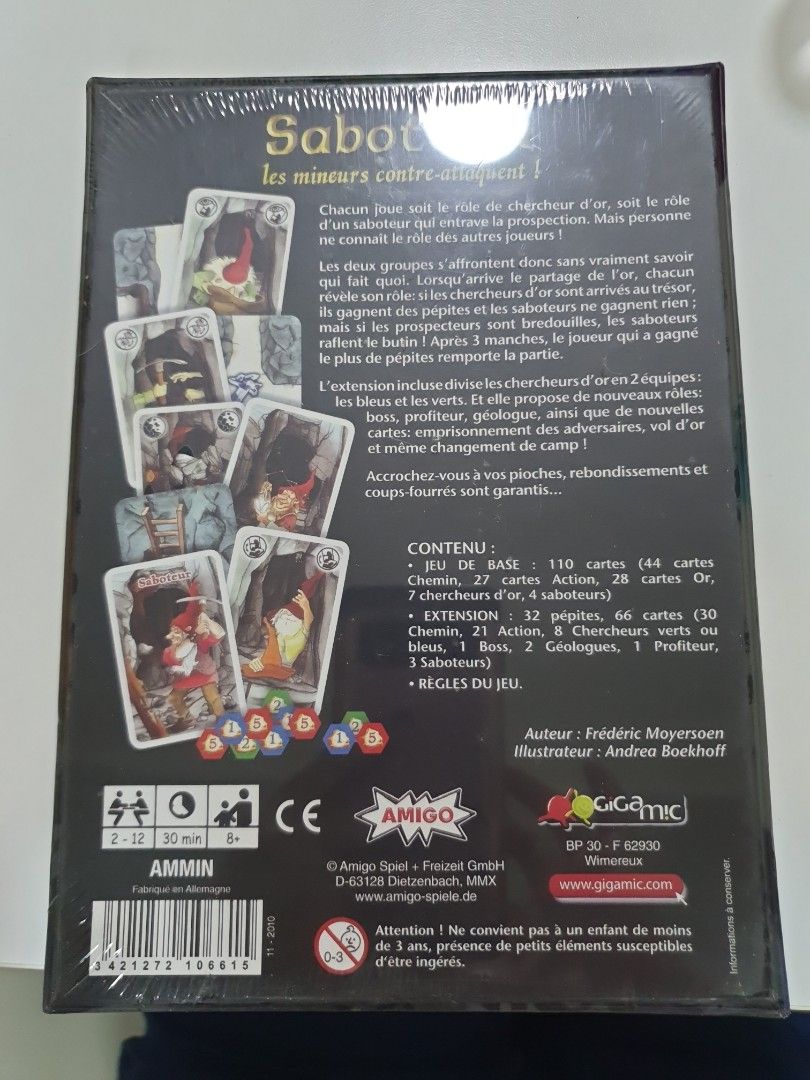 Sabot
les mineurs contre-attaquent !
Chacun joue soit le rôle de chercheur d'or, soit le rôle
d'un saboteur qui entrave la prospection. Mais personne
ne connaît le rôle des autres joueurs !
Les deux groupes s'affrontent donc sans vraiment savoir
qui fait quoi. Lorsqu'arrive le partage de l'or, chacun
révèle son rôle: si les chercheurs d'or sont arrivés au trésor,
ils gagnent des pépites et les saboteurs ne gagnent rien ;
mais si les prospecteurs sont bredouilles, les saboteurs
raflent le butin ! Après 3 manches, le joueur qui a gagné
le plus de pépites remporte la partie.
L'extension incluse divise les chercheurs d'or en 2 équipes :
les bleus et les verts. Et elle propose de nouveaux rôles:
boss, profiteur, géologue, ainsi que de nouvelles
cartes: emprisonnement des adversaires, vol d'or
et même changement de camp !
Accrochez-vous à vos pioches, rebondissements et
coups-fourrés sont garantis...
CONTENU :
• JEU DE BASE : 110 cartes (44 cartes
Chemin, 27 cartes Action, 28 cartes Or,
7 chercheurs d'or, 4 saboteurs)
• EXTENSION : 32 pépites, 66 cartes (30
Chemin, 21 Action, 8 Chercheurs verts ou
bleus, 1 Boss, 2 Géologues, 1 Profiteur,
3 Saboteurs)
• RÈGLES DU JEU.
Saboteur
2
1 5 1 5 2
5 2 1 1 5
Auteur : Frédéric Moyersoen
Illustrateur : Andrea Boekhoff
2 - 12 30 min 8+
CE
AMIGO
GiGamic
AMMIN
Fabriqué en Allemagne
© Amigo Spiel + Freizeit GmbH
D-63128 Dietzenbach, MMX
www.amigo-spiele.de
BP 30 - F 62930
Wimereux
www.gigamic.com
3 421272 106615
11 - 2010
0-3
Attention ! Ne convient pas à un enfant de moins
de 3 ans, présence de petits éléments susceptibles
d'être ingérés.
Informations à conserver.